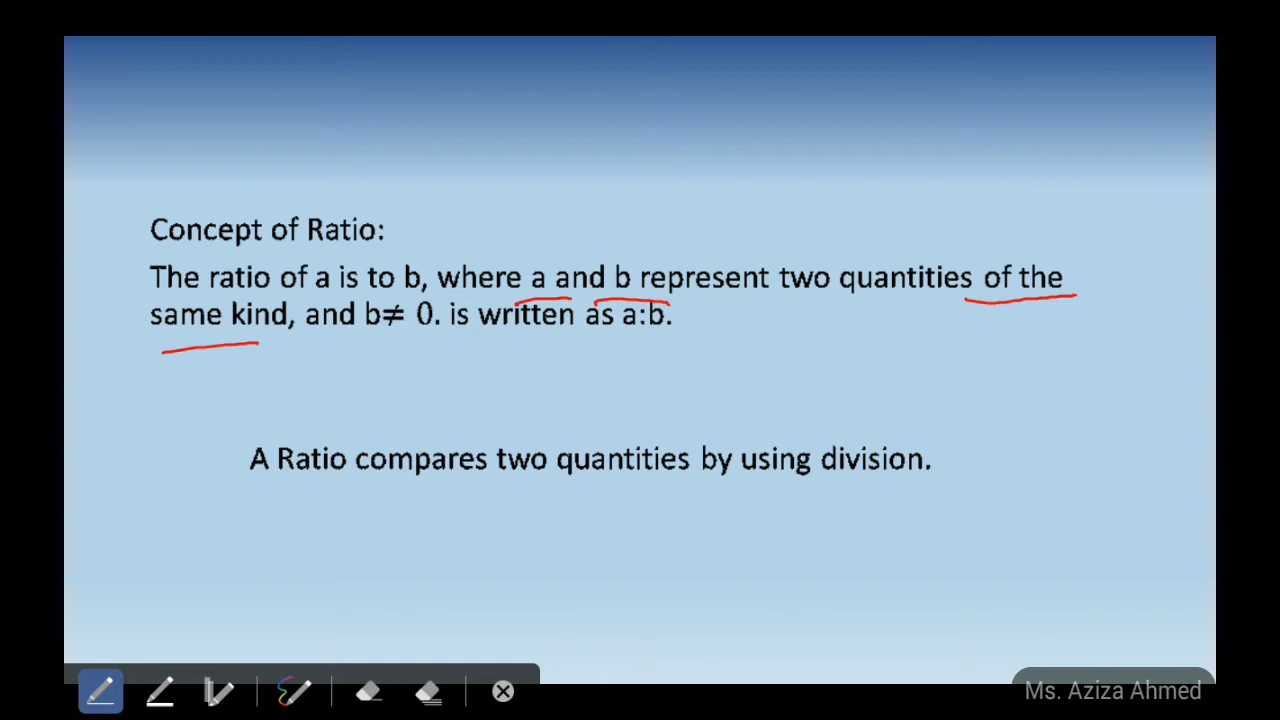 Concept of Ratio:
The ratio of a is to b, where a and b represent two quantities of the
same kind, and b≠ 0. is written as a:b.
A Ratio compares two quantities by using division.
Ms. Aziza Ahmed